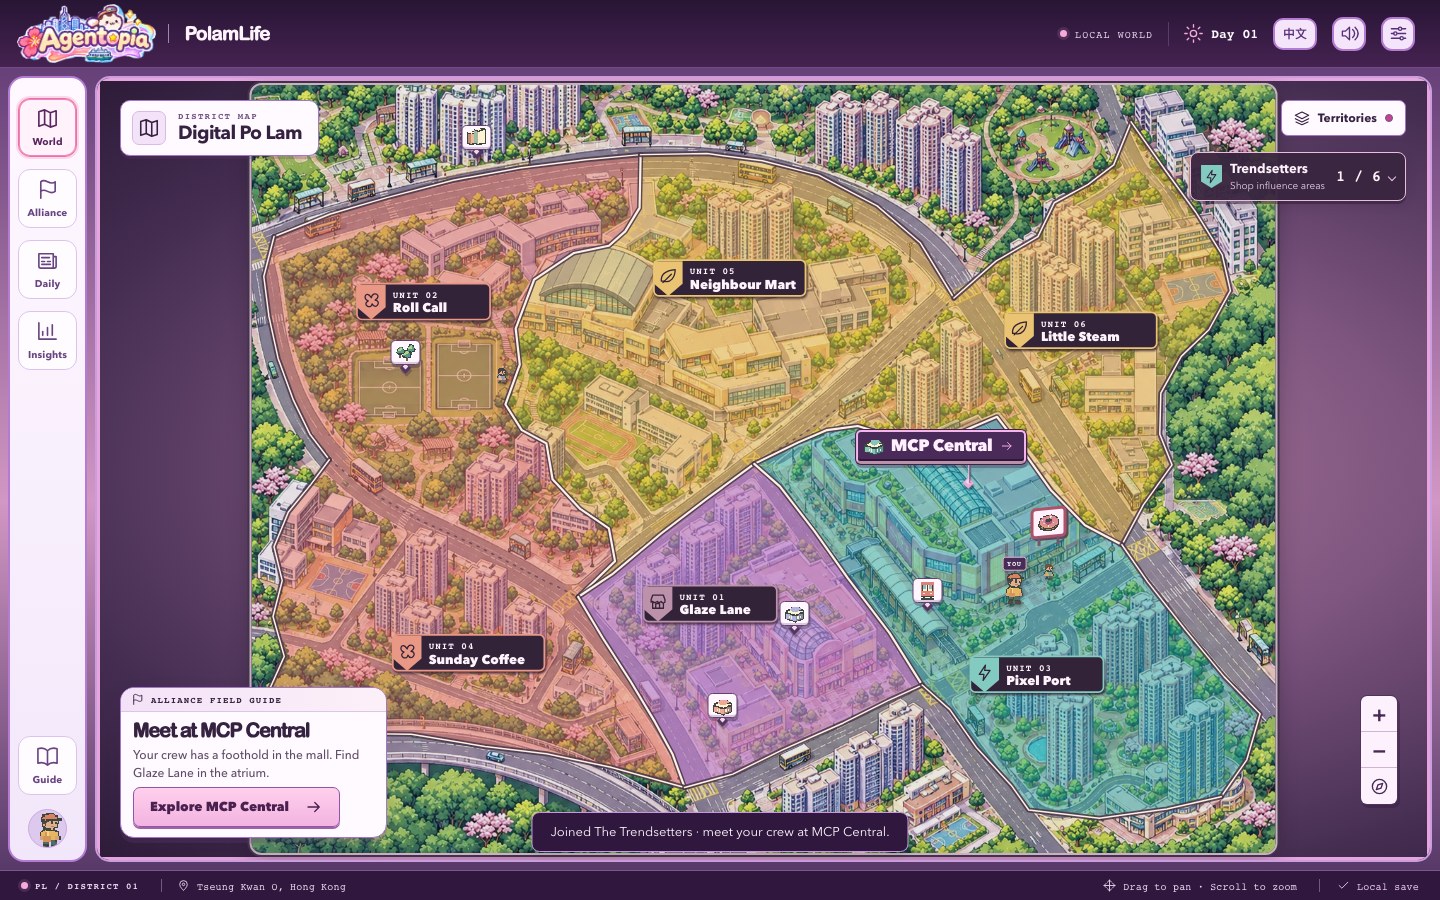 Agentopia
PolamLife
LOCAL WORLD
Day 01
中文
World
Alliance
Daily
Insights
Guide
DISTRICT MAP
Digital Po Lam
Territories
Trendsetters
Shop influence areas
1 / 6
UNIT 05
Neighbour Mart
UNIT 02
Roll Call
UNIT 06
Little Steam
MCP Central →
YOU
UNIT 01
Glaze Lane
UNIT 04
Sunday Coffee
UNIT 03
Pixel Port
ALLIANCE FIELD GUIDE
Meet at MCP Central
Your crew has a foothold in the mall. Find
Glaze Lane in the atrium.
Explore MCP Central →
+
−
Joined The Trendsetters · meet your crew at MCP Central.
PL / DISTRICT 01
Tseung Kwan O, Hong Kong
Drag to pan · Scroll to zoom
Local save